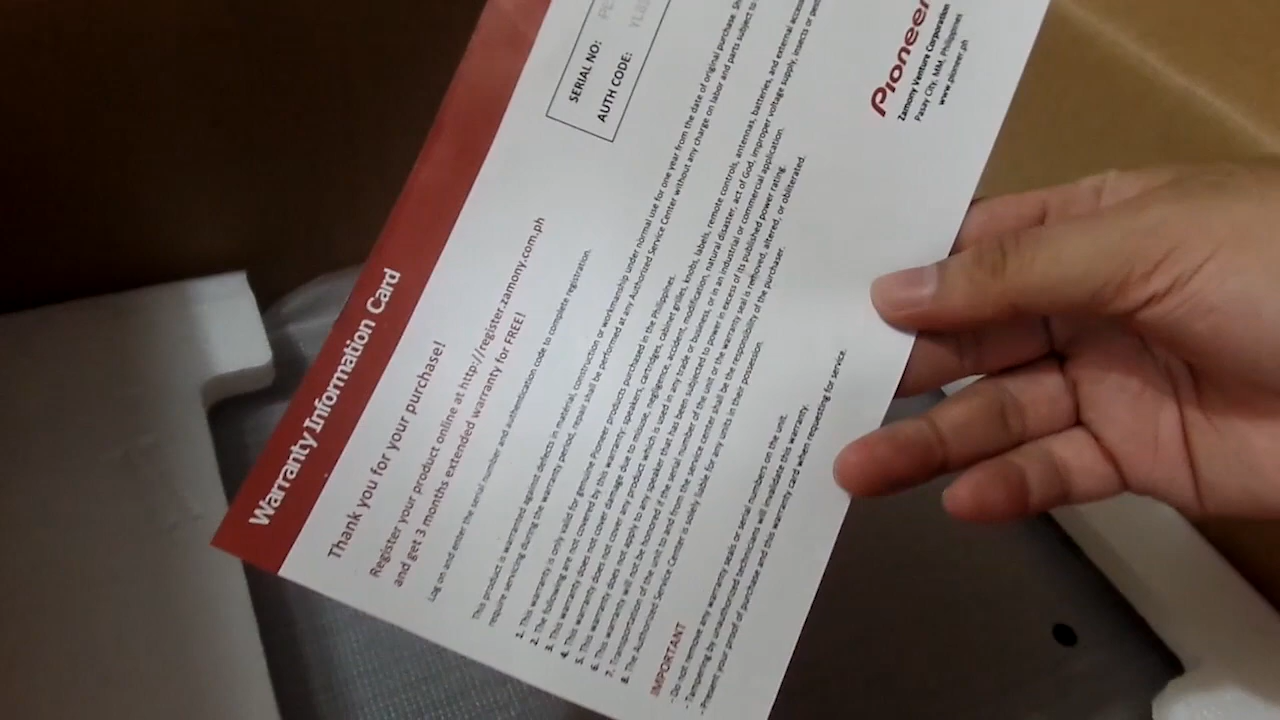 Warranty Information Card
Thank you for your purchase!
Register your product online at http://register.zamony.com.ph
and get 3 months extended warranty for FREE!
Log on and enter the serial number and authentication code to complete registration.
SERIAL NO:
AUTH CODE:
This product is warranted against defects in material, construction or workmanship under normal use for one year from the date of original purchase.
require servicing during the warranty period, repair shall be performed at any Authorized Service Center without any charge on labor and parts subject to
1. This warranty is only valid for genuine Pioneer products purchased in the Philippines.
2. The following are not covered by this warranty: speakers, cartridges, cabinet grilles, knobs, labels, remote controls, antennas, batteries, and external
3. This warranty does not cover damage due to misuse, negligence, accident, modification, natural disaster, act of God, improper voltage supply, insects or
4. This warranty does not cover any product which is used in any trade or business, or in an industrial or commercial application.
5. This warranty does not apply to any speaker that has been subjected to power in excess of its published power rating.
6. This warranty will not be honored if the serial number of the unit or the warranty seal is removed, altered, or obliterated.
7. Transportation of the unit to and from the service center shall be the responsibility of the purchaser.
8. The Authorized Service Center is solely liable for any units in their possession.
IMPORTANT
- Do not remove any warranty seals or serial numbers on the unit.
- Tampering by unauthorized technicians will invalidate this warranty.
- Present your proof of purchase and this warranty card when requesting for service.
Pioneer
Zamony Venture Corporation
Pasay City, MM, Philippines
www.pioneer.ph